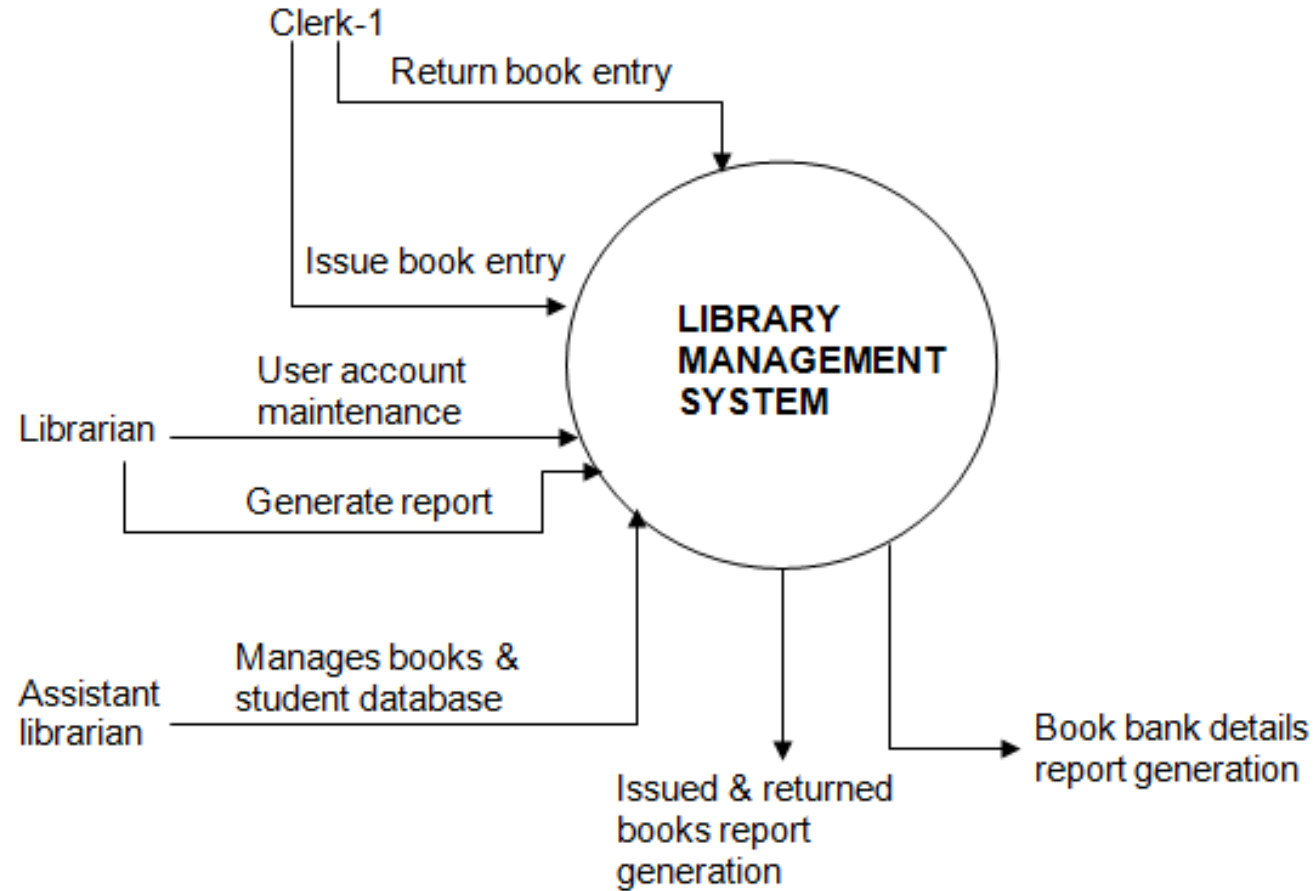 Clerk-1
Return book entry
Issue book entry
LIBRARY
MANAGEMENT
SYSTEM
User account
maintenance
Librarian
Generate report
Manages books &
student database
Assistant
librarian
Book bank details
report generation
Issued & returned
books report
generation